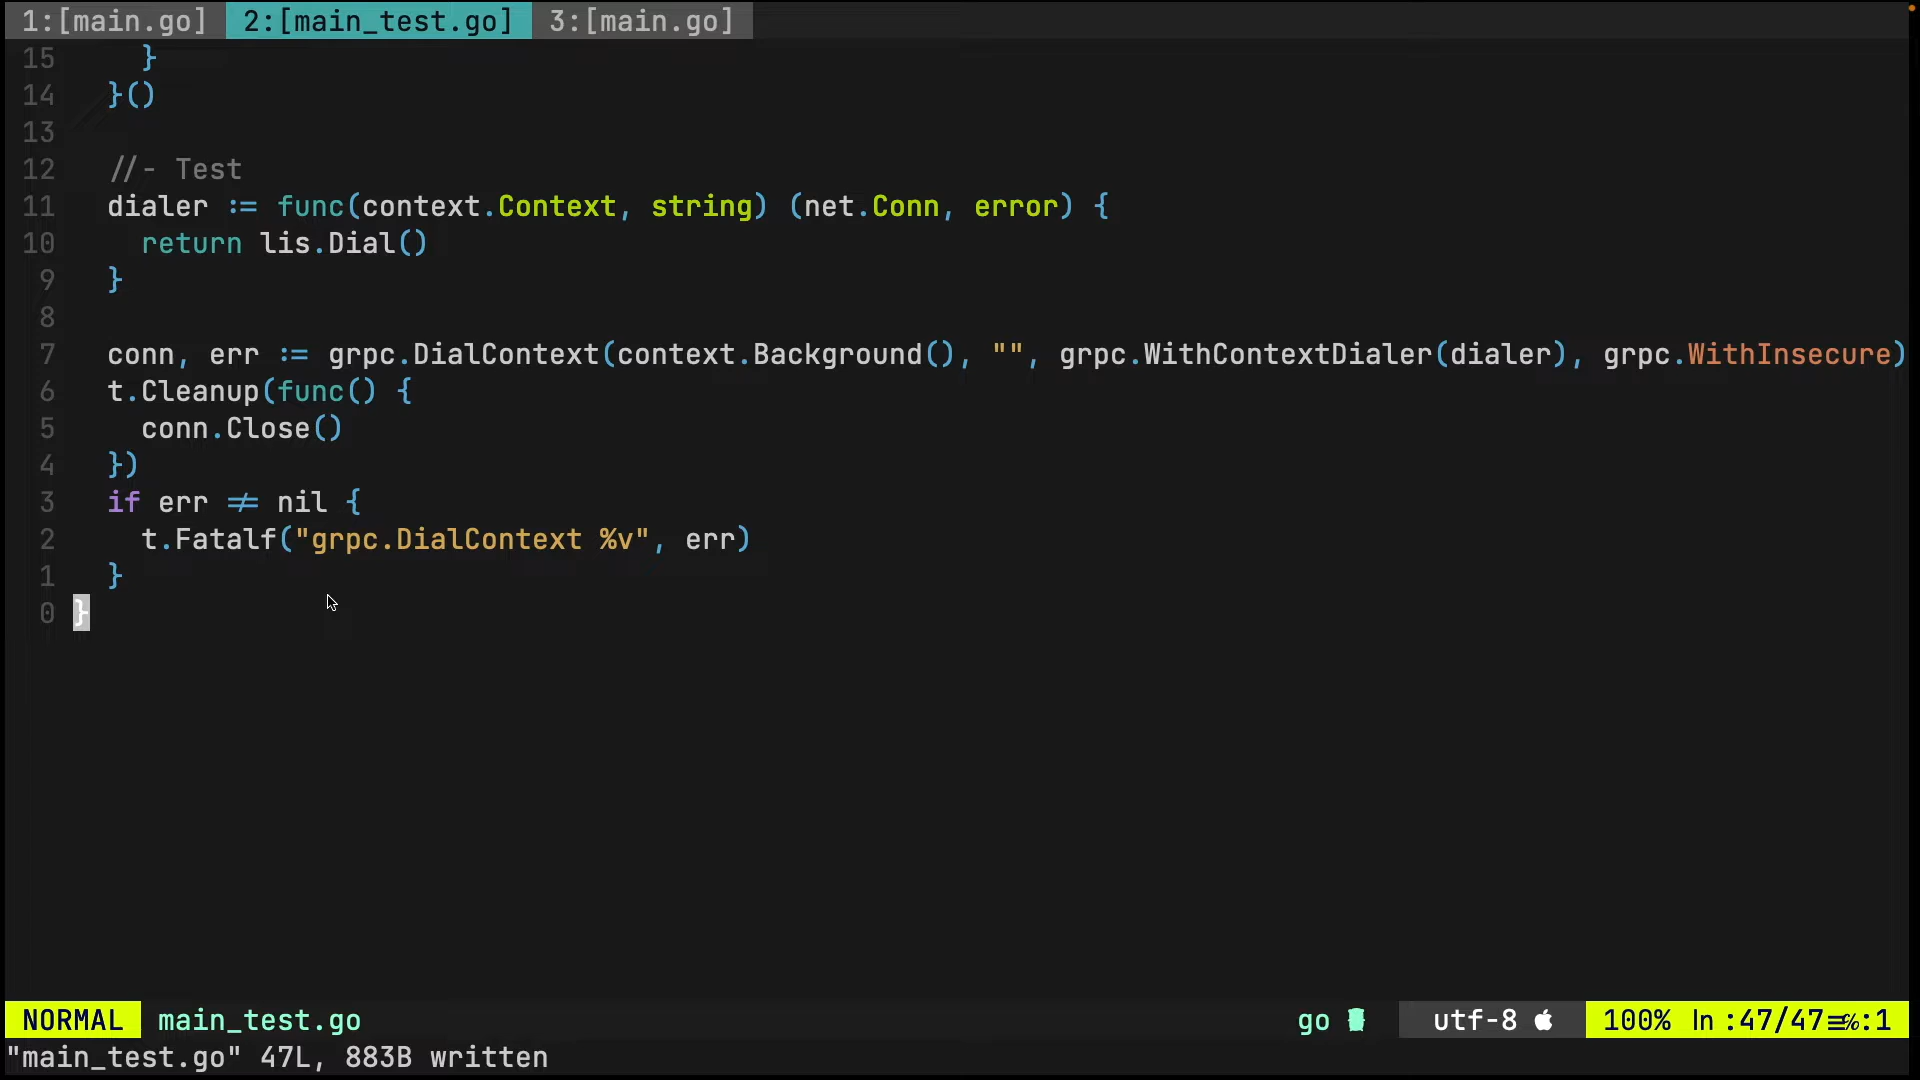 1:[main.go]  2:[main_test.go]  3:[main.go]
15     }
14   }()
13
12   //- Test
11   dialer := func(context.Context, string) (net.Conn, error) {
10     return lis.Dial()
9   }
8
7   conn, err := grpc.DialContext(context.Background(), "", grpc.WithContextDialer(dialer), grpc.WithInsecure)
6   t.Cleanup(func() {
5     conn.Close()
4   })
3   if err != nil {
2     t.Fatalf("grpc.DialContext %v", err)
1   }
0 }
NORMAL  main_test.go  go  utf-8  100% ln :47/47≡%:1
"main_test.go" 47L, 883B written